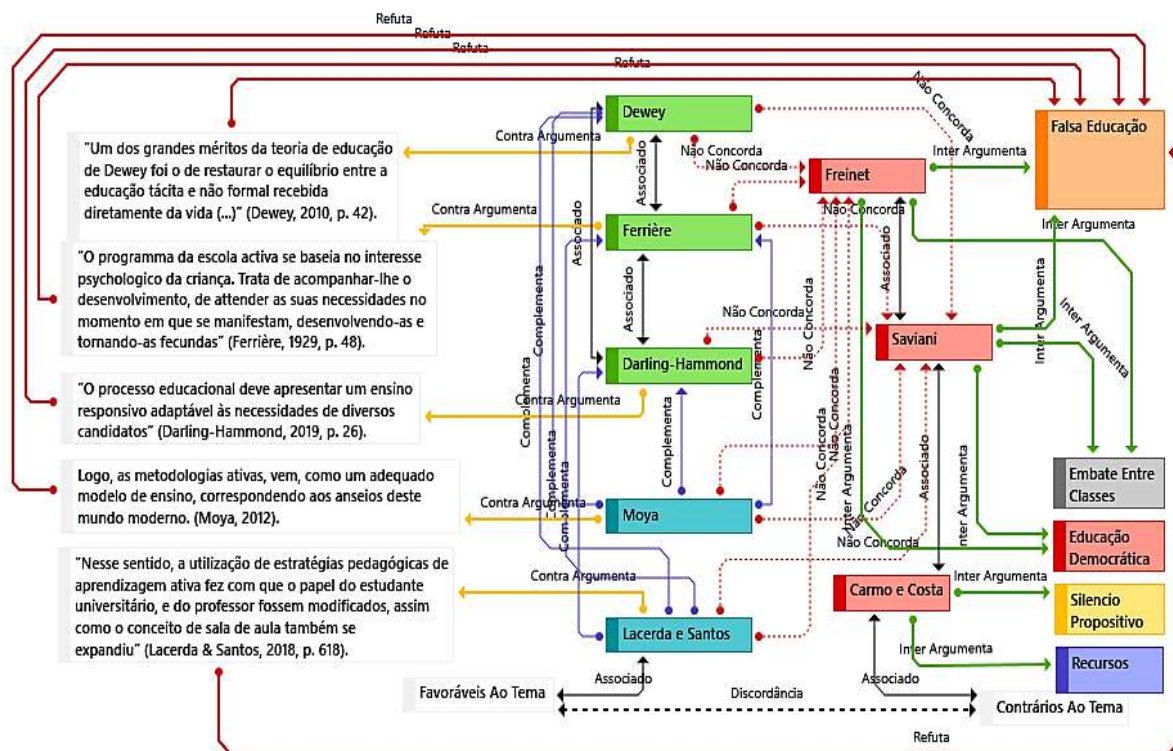 Refuta
Refuta
Refuta
Refuta
"Um dos grandes méritos da teoria de educação
de Dewey foi o de restaurar o equilíbrio entre a
educação tácita e não formal recebida
diretamente da vida (...)" (Dewey, 2010, p. 42).
"O programa da escola activa se baseia no interesse
psychologico da criança. Trata de acompanhar-lhe o
desenvolvimento, de attender as suas necessidades no
momento em que se manifestam, desenvolvendo-as e
tornando-as fecundas" (Ferrière, 1929, p. 48).
"O processo educacional deve apresentar um ensino
responsivo adaptável às necessidades de diversos
candidatos" (Darling-Hammond, 2019, p. 26).
Logo, as metodologias ativas, vem, como um adequado
modelo de ensino, correspondendo aos anseios deste
mundo moderno. (Moya, 2012).
"Nesse sentido, a utilização de estratégias pedagógicas de
aprendizagem ativa fez com que o papel do estudante
universitário, e do professor fossem modificados, assim
como o conceito de sala de aula também se
expandiu" (Lacerda & Santos, 2018, p. 618).
Contra Argumenta
Contra Argumenta
Contra Argumenta
Contra Argumenta
Contra Argumenta
Dewey
Ferrière
Darling-Hammond
Moya
Lacerda e Santos
Associado
Associado
Associado
Complementa
Complementa
Complementa
Complementa
Complementa
Complementa
Não Concorda
Não Concorda
Não Concorda
Não Concorda
Não Concorda
Não Concorda
Não Concorda
Não Concorda
Não Concorda
Não Concorda
Freinet
Saviani
Carmo e Costa
Associado
Associado
Inter Argumenta
Inter Argumenta
Inter Argumenta
Inter Argumenta
Inter Argumenta
Inter Argumenta
Inter Argumenta
Inter Argumenta
Falsa Educação
Embate Entre
Classes
Educação
Democrática
Silencio
Propositivo
Recursos
Favoráveis Ao Tema
Associado
Discordância
Associado
Contrários Ao Tema
Refuta